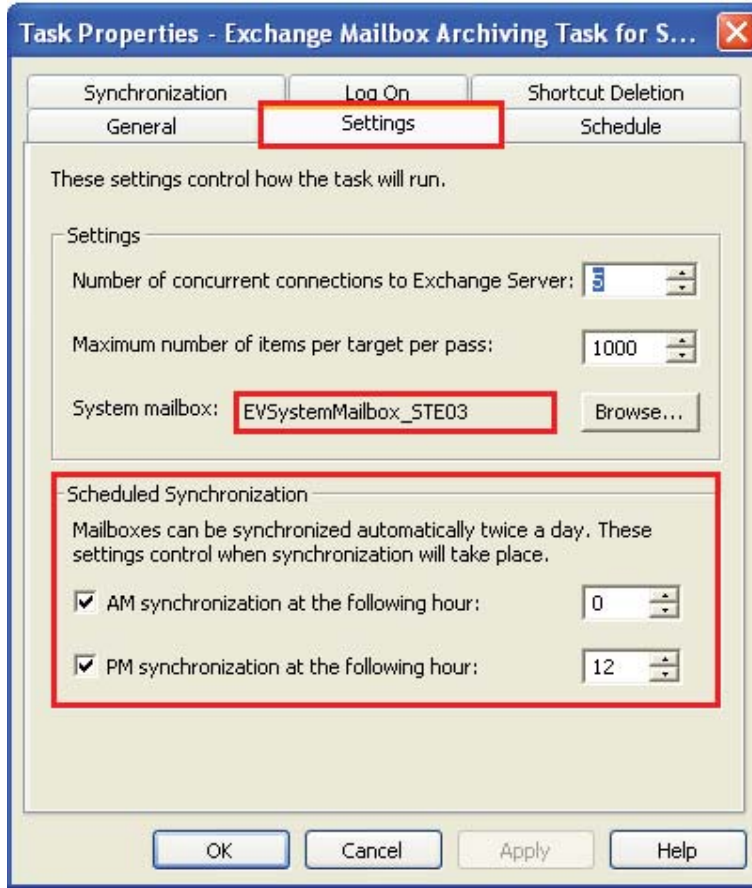 Task Properties - Exchange Mailbox Archiving Task for S...
Synchronization Log On Shortcut Deletion
General Settings Schedule
These settings control how the task will run.
Settings
Number of concurrent connections to Exchange Server: 5
Maximum number of items per target per pass: 1000
System mailbox: EVSystemMailbox_STE03 Browse...
Scheduled Synchronization
Mailboxes can be synchronized automatically twice a day. These
settings control when synchronization will take place.
AM synchronization at the following hour: 0
PM synchronization at the following hour: 12
OK Cancel Apply Help